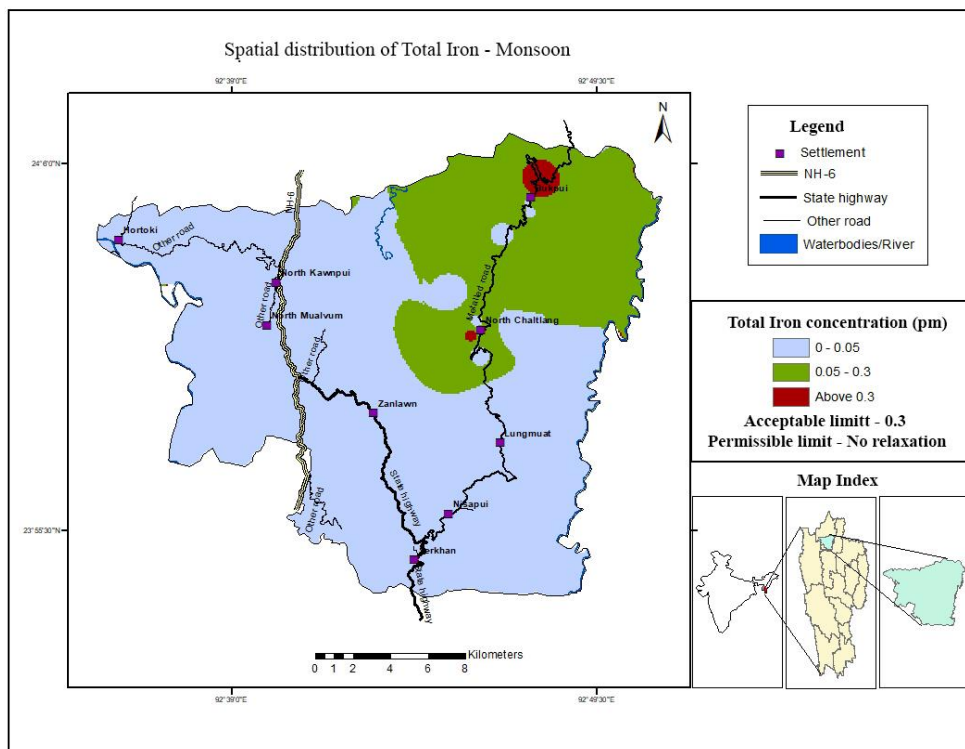 Spatial distribution of Total Iron - Monsoon
92°39'0"E
92°49'30"E
24°6'0"N
23°55'30"N
N
NH-6
Hortoki
Other road
North Kawnpui
Other road
North Mualvum
Metalled road
North Chaltlang
Zanlawn
Lungmuat
State highway
Nisapui
Other road
State highway
Kilometers
0 1 2 4 6 8
Legend
Settlement
NH-6
State highway
Other road
Waterbodies/River
Total Iron concentration (pm)
0 - 0.05
0.05 - 0.3
Above 0.3
Acceptable limitt - 0.3
Permissible limit - No relaxation
Map Index